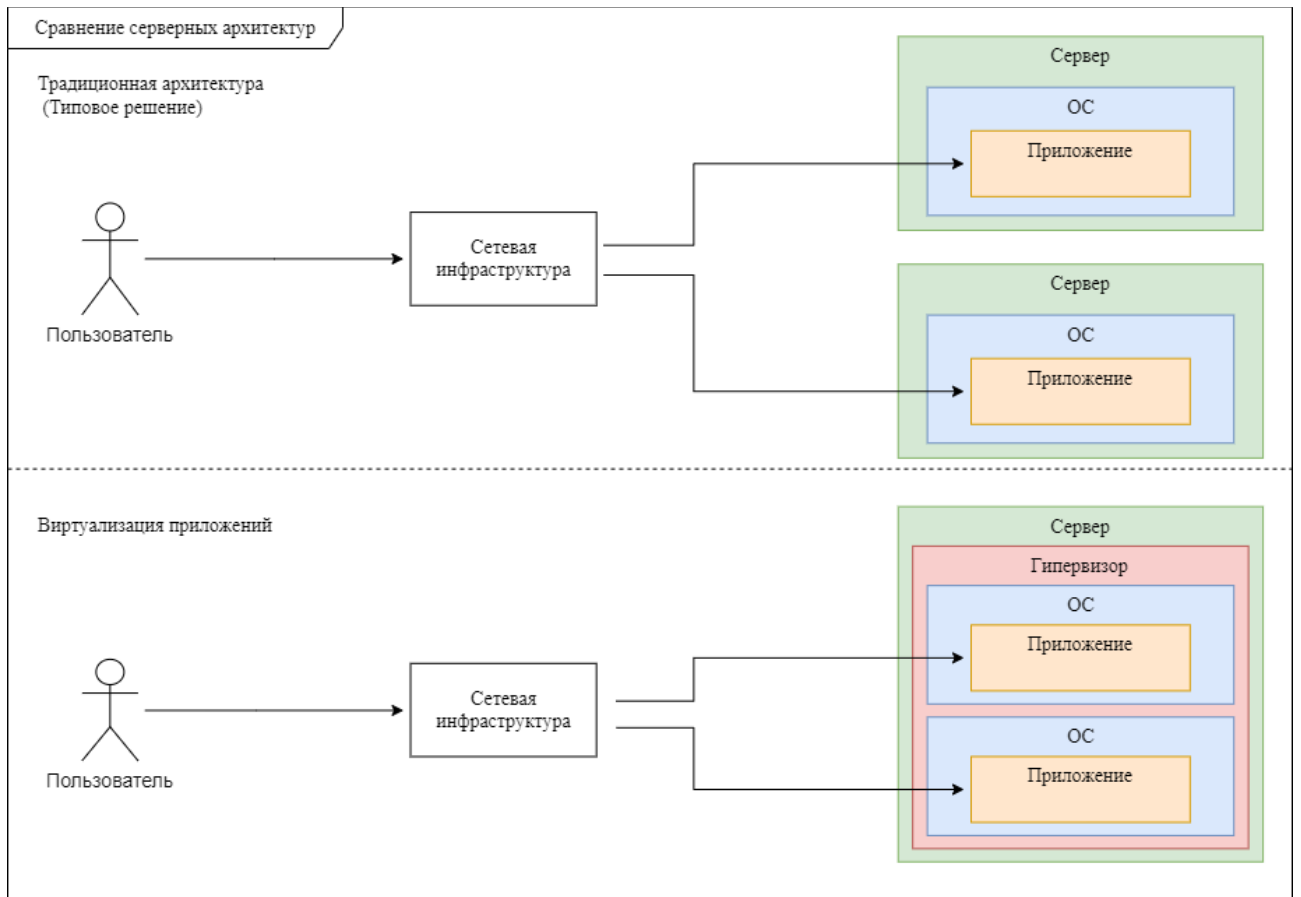 Сравнение серверных архитектур
Традиционная архитектура
(Типовое решение)
Сервер
ОС
Приложение
Сетевая
инфраструктура
Пользователь
Сервер
ОС
Приложение
Виртуализация приложений
Сервер
Гипервизор
ОС
Приложение
Сетевая
инфраструктура
Пользователь
ОС
Приложение